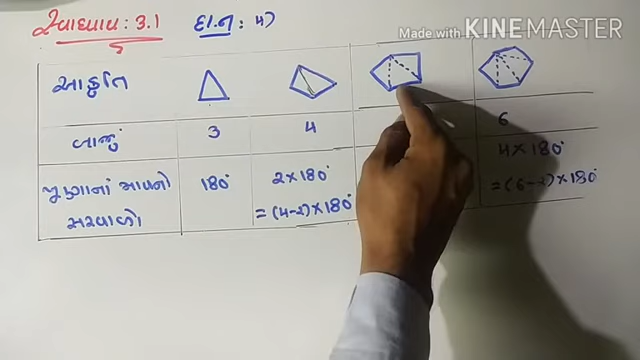 સ્વાધ્યાય : 3.1 દા.નં : 4)
Made with KINEMASTER
આકૃતિ
બાજુ 3 4 6
ખૂણાનાં માપનો સરવાળો 180° 2×180° = (4-2)×180° 4×180° = (6-2)×180°